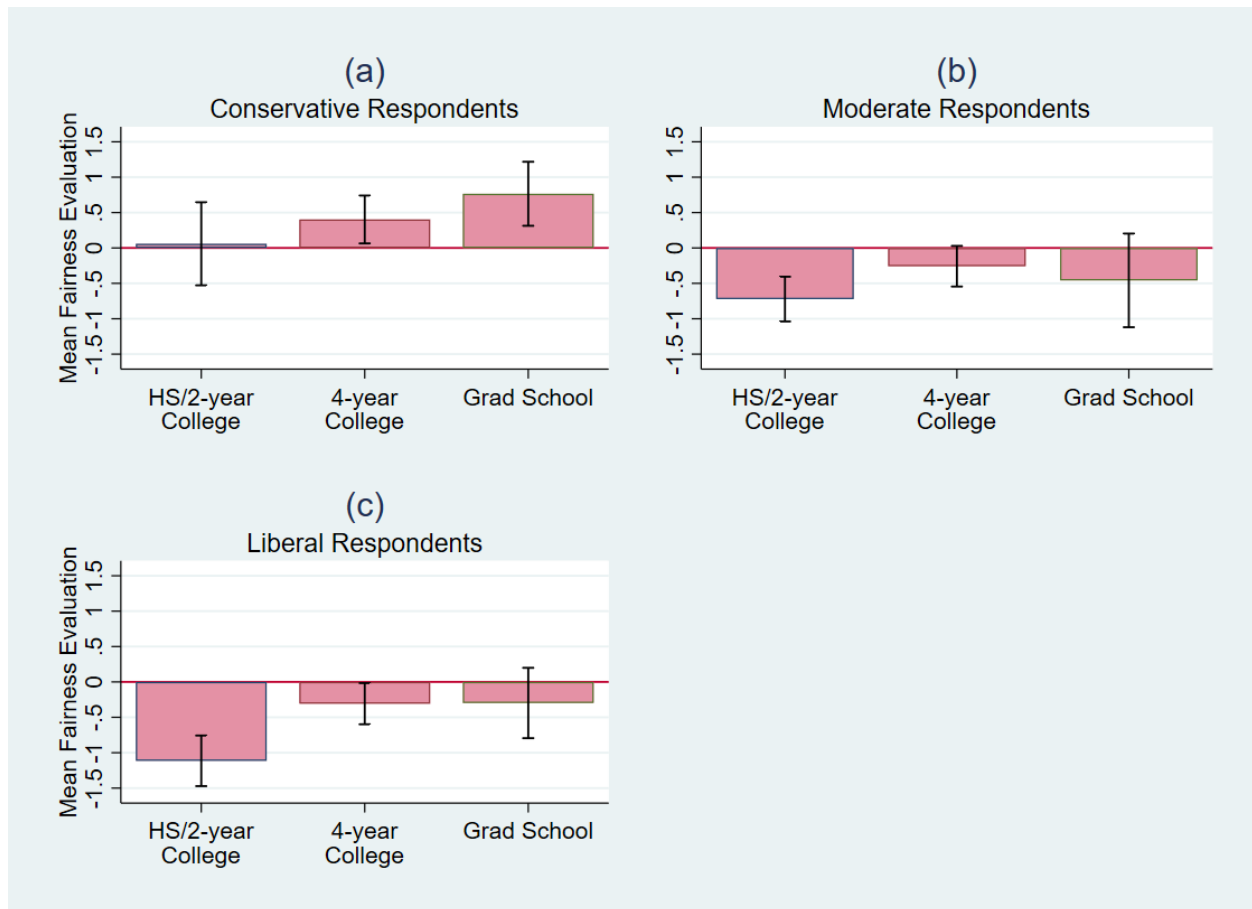 (a)
Conservative Respondents
Mean Fairness Evaluation
1.5
1
.5
0
-.5
-1
-1.5
HS/2-year
College
4-year
College
Grad School
(b)
Moderate Respondents
1.5
1
.5
0
-.5
-1
-1.5
HS/2-year
College
4-year
College
Grad School
(c)
Liberal Respondents
Mean Fairness Evaluation
1.5
1
.5
0
-.5
-1
-1.5
HS/2-year
College
4-year
College
Grad School